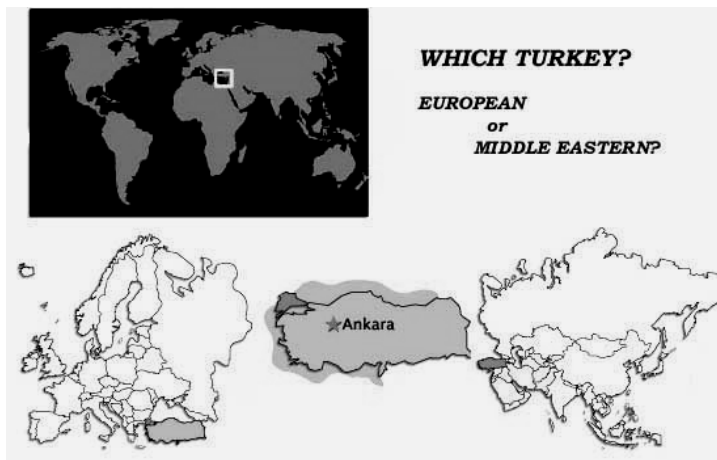 WHICH TURKEY?
EUROPEAN
or
MIDDLE EASTERN?
Ankara